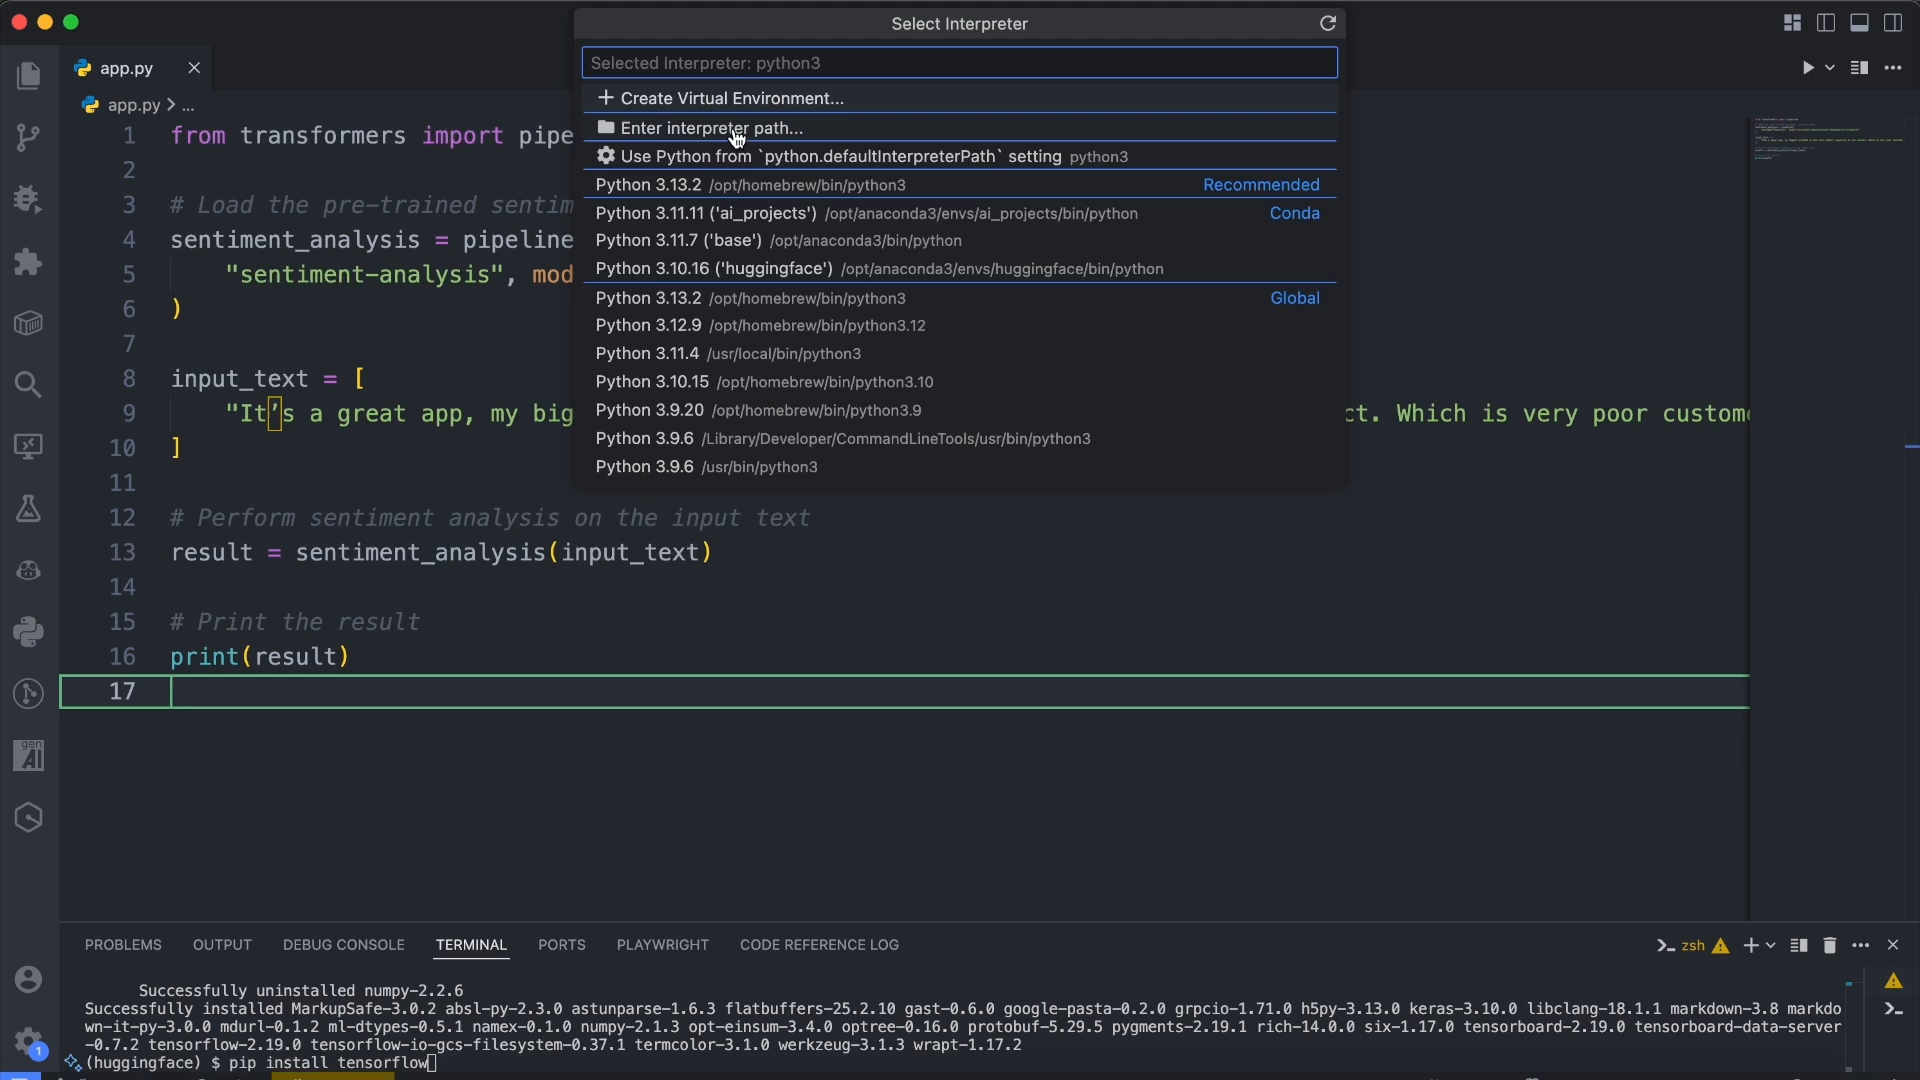 Select Interpreter
Selected Interpreter: python3
Create Virtual Environment...
Enter interpreter path...
Use Python from `python.defaultInterpreterPath` setting python3
Python 3.13.2 /opt/homebrew/bin/python3 Recommended
Python 3.11.11 ('ai_projects') /opt/anaconda3/envs/ai_projects/bin/python Conda
Python 3.11.7 ('base') /opt/anaconda3/bin/python
Python 3.10.16 ('huggingface') /opt/anaconda3/envs/huggingface/bin/python
Python 3.13.2 /opt/homebrew/bin/python3 Global
Python 3.12.9 /opt/homebrew/bin/python3.12
Python 3.11.4 /usr/local/bin/python3
Python 3.10.15 /opt/homebrew/bin/python3.10
Python 3.9.20 /opt/homebrew/bin/python3.9
Python 3.9.6 /Library/Developer/CommandLineTools/usr/bin/python3
Python 3.9.6 /usr/bin/python3
app.py
app.py > ...
1 from transformers import pipe
2
3 # Load the pre-trained sentim
4 sentiment_analysis = pipeline
5 "sentiment-analysis", mod
6 )
7
8 input_text = [
9 "It’s a great app, my big ct. Which is very poor custome
10 ]
11
12 # Perform sentiment analysis on the input text
13 result = sentiment_analysis(input_text)
14
15 # Print the result
16 print(result)
17
gen
AI
1
PROBLEMS OUTPUT DEBUG CONSOLE TERMINAL PORTS PLAYWRIGHT CODE REFERENCE LOG
zsh
Successfully uninstalled numpy-2.2.6
Successfully installed MarkupSafe-3.0.2 absl-py-2.3.0 astunparse-1.6.3 flatbuffers-25.2.10 gast-0.6.0 google-pasta-0.2.0 grpcio-1.71.0 h5py-3.13.0 keras-3.10.0 libclang-18.1.1 markdown-3.8 markdo
wn-it-py-3.0.0 mdurl-0.1.2 ml-dtypes-0.5.1 namex-0.1.0 numpy-2.1.3 opt-einsum-3.4.0 optree-0.16.0 protobuf-5.29.5 pygments-2.19.1 rich-14.0.0 six-1.17.0 tensorboard-2.19.0 tensorboard-data-server
-0.7.2 tensorflow-2.19.0 tensorflow-io-gcs-filesystem-0.37.1 termcolor-3.1.0 werkzeug-3.1.3 wrapt-1.17.2
(huggingface) $ pip install tensorflow